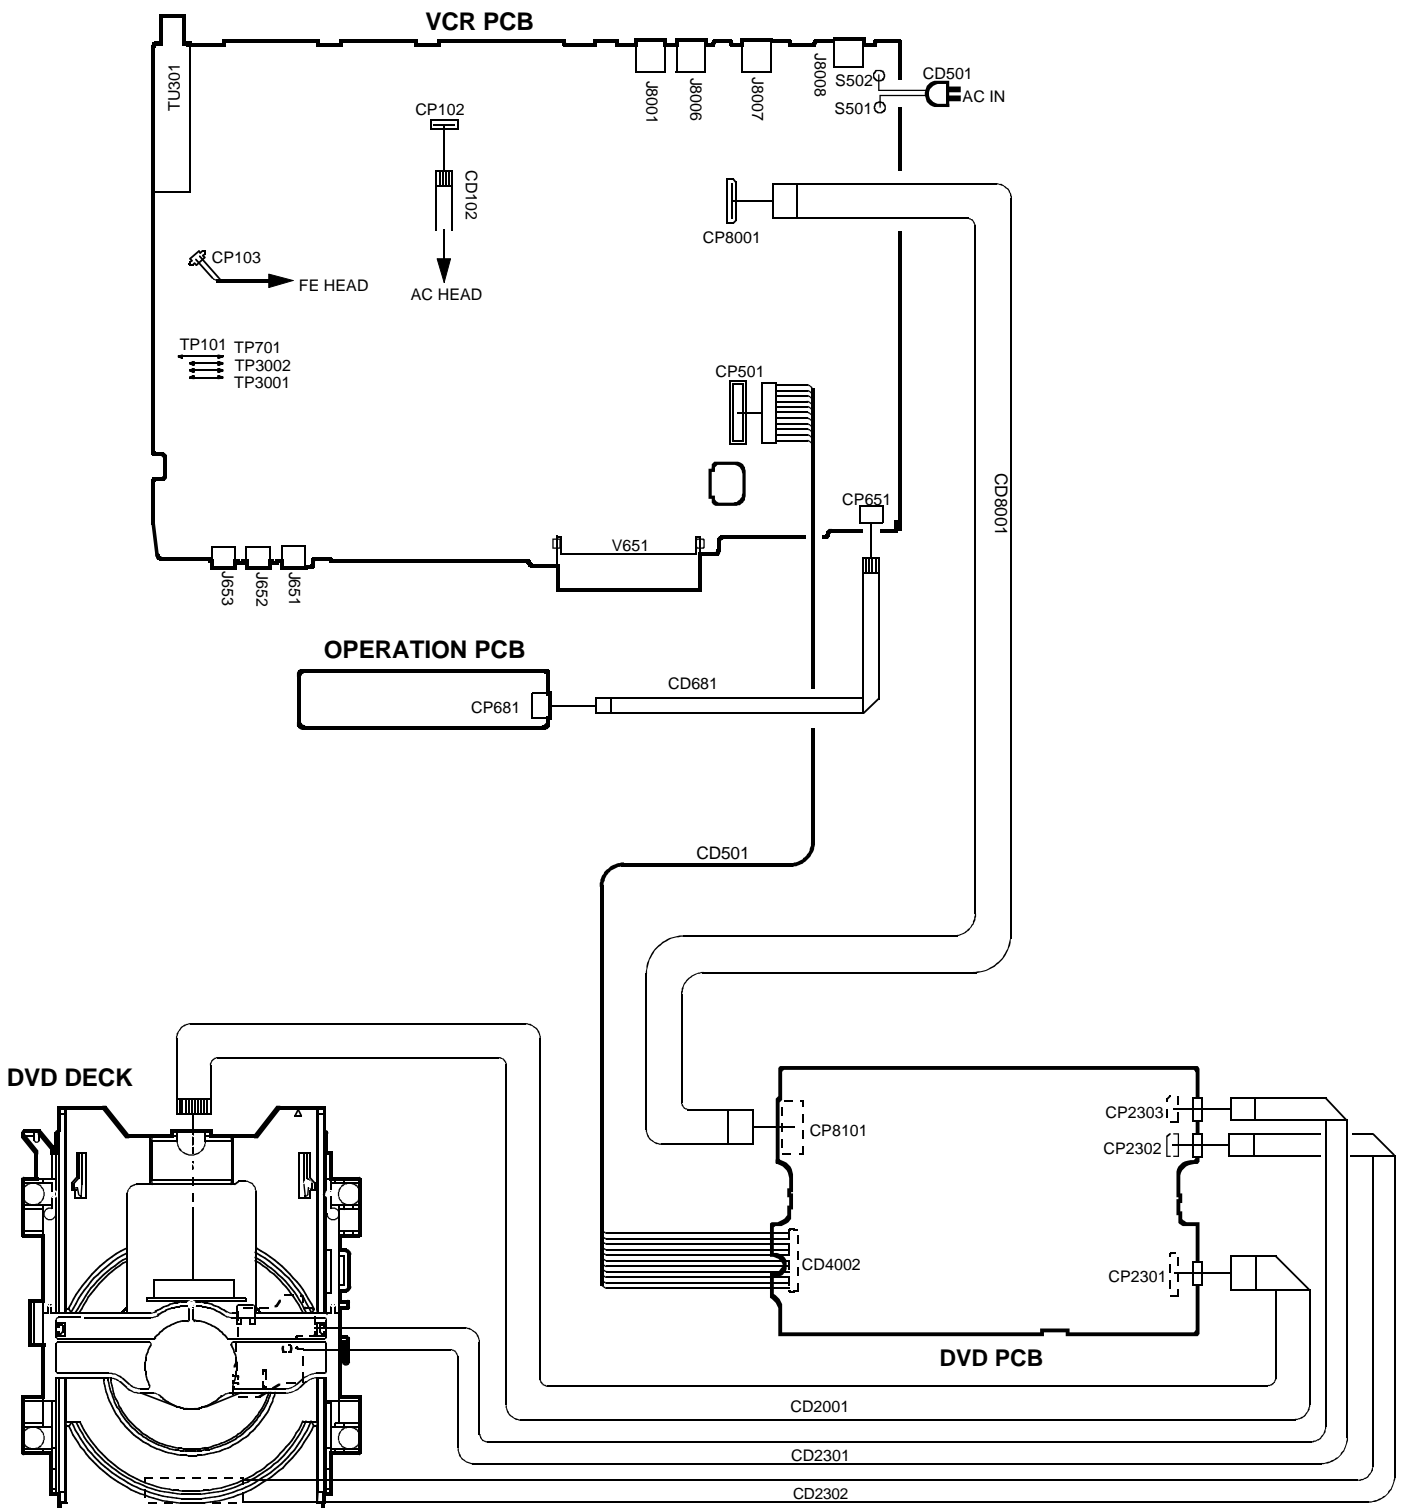 VCR PCB
TU301
J8001
J8006
J8007
J8008
S502
CD501
AC IN
S501
CP102
CD102
CP8001
CP103
FE HEAD
AC HEAD
TP101 TP701
TP3002
TP3001
CP501
CD8001
CP651
V651
J653
J652
J651
OPERATION PCB
CD681
CP681
CD501
DVD DECK
CP2303
CP8101
CP2302
CD4002
CP2301
DVD PCB
CD2001
CD2301
CD2302